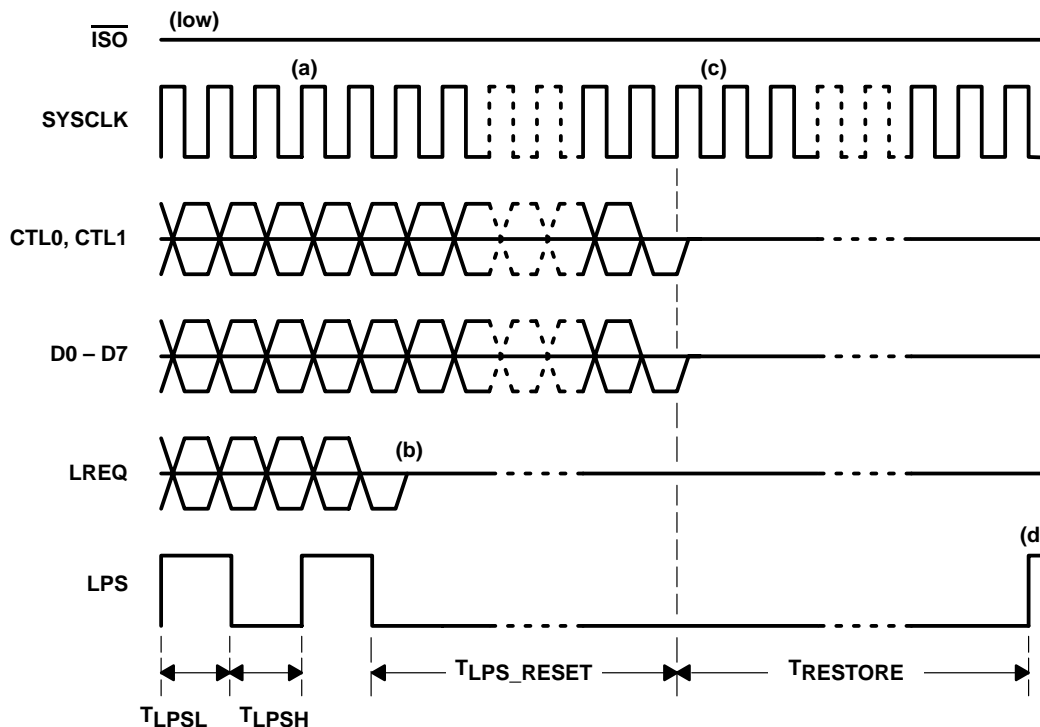 (low)
ISO
(a)
(c)
SYSCLK
CTL0, CTL1
D0 – D7
(b)
LREQ
(d
LPS
TLPS_RESET
TRESTORE
TLPSL
TLPSH